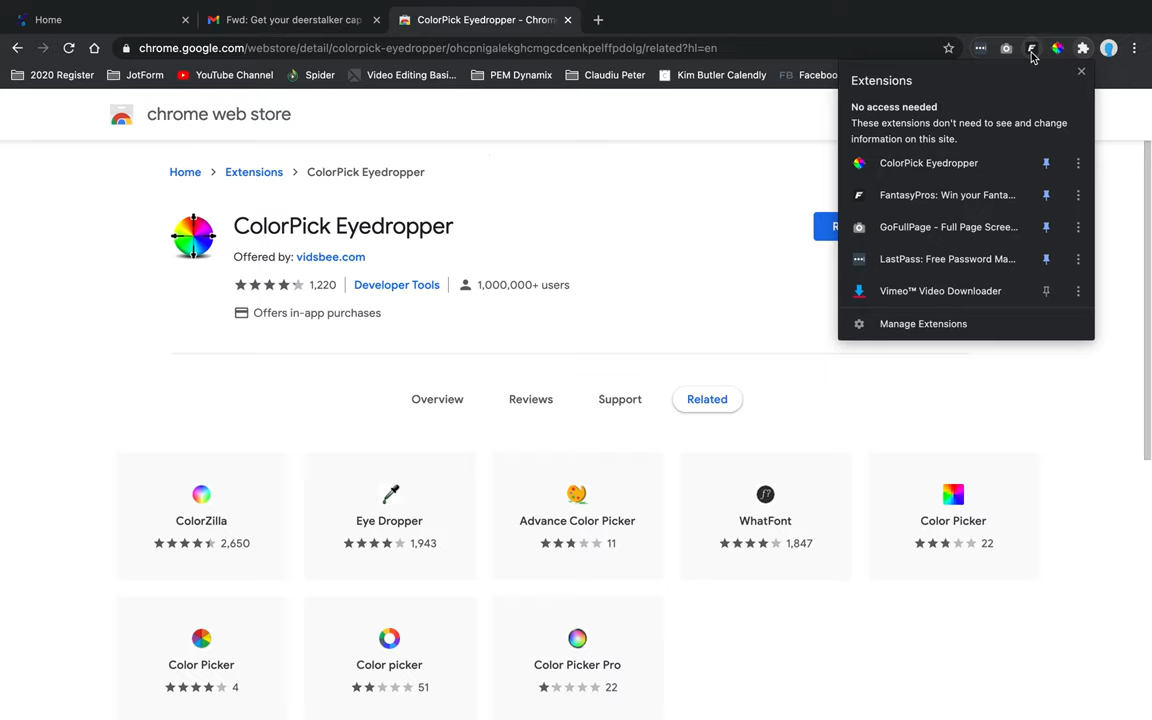 Home
Fwd: Get your deerstalker cap
ColorPick Eyedropper - Chrom
chrome.google.com/webstore/detail/colorpick-eyedropper/ohcpnigalekghcmgcdcenkpelffpdolg/related?hl=en
2020 Register
JotForm
YouTube Channel
Spider
Video Editing Basi...
PEM Dynamix
Claudiu Peter
Kim Butler Calendly
FB Faceboo
Extensions
No access needed
These extensions don't need to see and change
information on this site.
ColorPick Eyedropper
FantasyPros: Win your Fanta...
GoFullPage - Full Page Scree...
LastPass: Free Password Ma...
Vimeo™ Video Downloader
Manage Extensions
chrome web store
Home > Extensions > ColorPick Eyedropper
ColorPick Eyedropper
R
Offered by: vidsbee.com
1,220
Developer Tools
1,000,000+ users
Offers in-app purchases
Overview
Reviews
Support
Related
ColorZilla
2,650
Eye Dropper
1,943
Advance Color Picker
11
f?
WhatFont
1,847
Color Picker
22
Color Picker
4
Color picker
51
Color Picker Pro
22